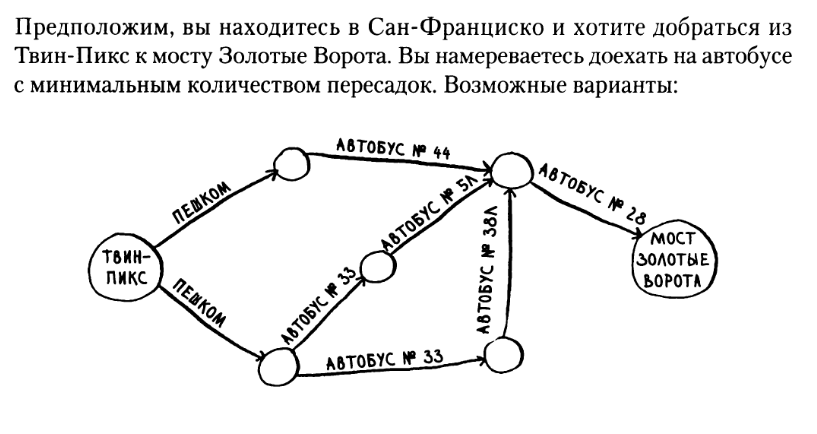 Предположим, вы находитесь в Сан-Франциско и хотите добраться из
Твин-Пикс к мосту Золотые Ворота. Вы намереваетесь доехать на автобусе
с минимальным количеством пересадок. Возможные варианты:
АВТОБУС № 44
ПЕШКОМ
АВТОБУС № 5Л
АВТОБУС № 28
ТВИН-
ПИКС
МОСТ
ЗОЛОТЫЕ
ВОРОТА
ПЕШКОМ
АВТОБУС № 33
АВТОБУС № 38Л
АВТОБУС № 33